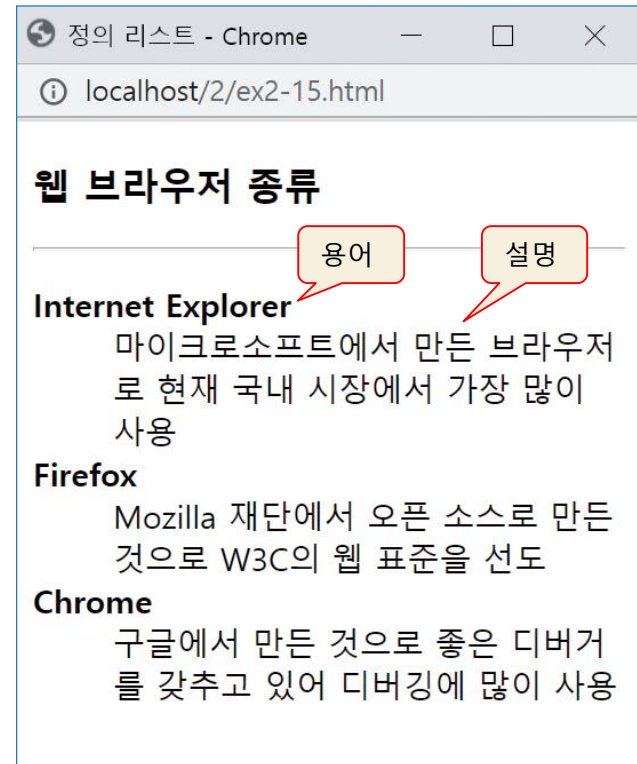 정의 리스트 - Chrome
localhost/2/ex2-15.html
웹 브라우저 종류
용어
설명
Internet Explorer
마이크로소프트에서 만든 브라우저
로 현재 국내 시장에서 가장 많이
사용
Firefox
Mozilla 재단에서 오픈 소스로 만든
것으로 W3C의 웹 표준을 선도
Chrome
구글에서 만든 것으로 좋은 디버거
를 갖추고 있어 디버깅에 많이 사용